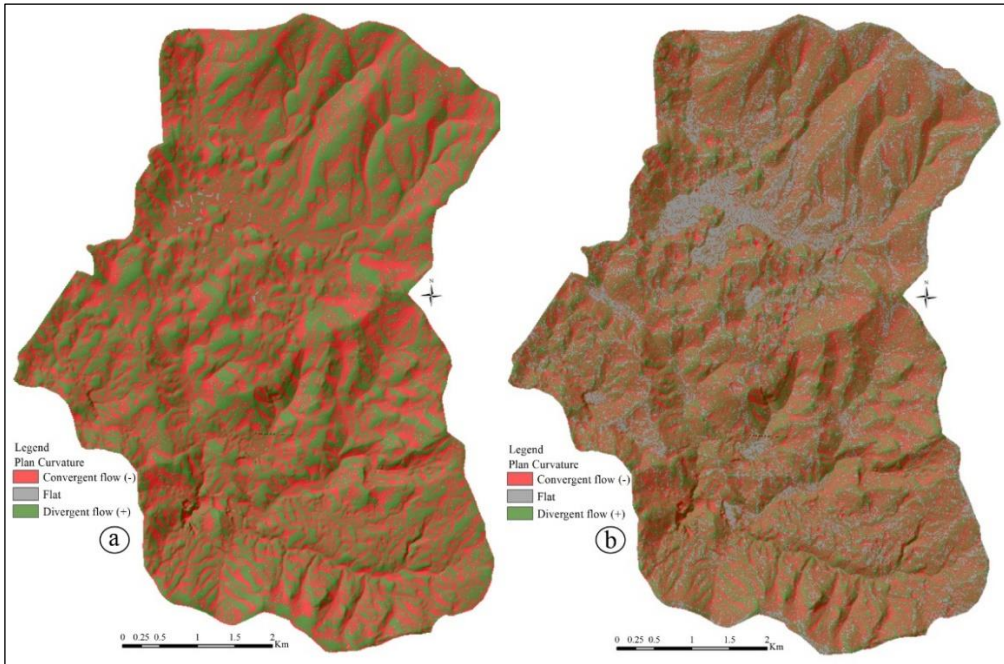 Legend
Plan Curvature
Convergent flow (-)
Flat
Divergent flow (+)
a
0 0.25 0.5 1 1.5 2
Km
Legend
Plan Curvature
Convergent flow (-)
Flat
Divergent flow (+)
b
0 0.25 0.5 1 1.5 2
Km